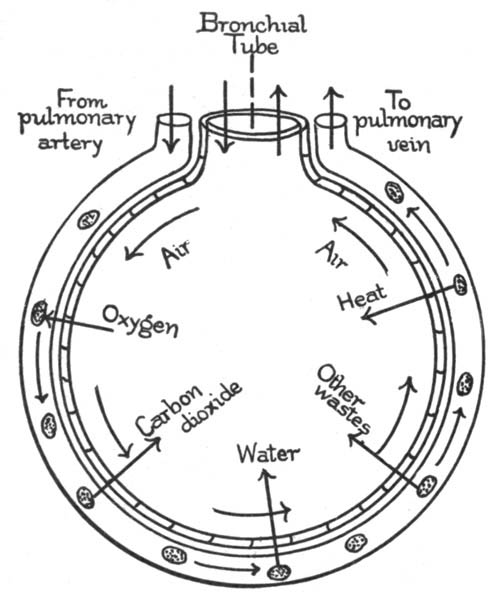 Bronchial
Tube
From
pulmonary
artery
To
pulmonary
vein
Air
Air
Oxygen
Heat
Carbon
dioxide
Other
wastes
Water